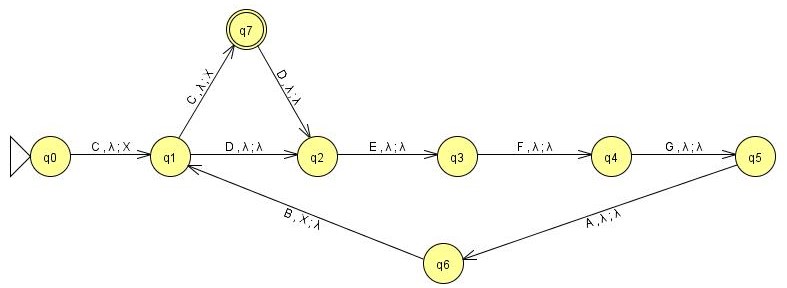 q7
C , λ ; X
D , λ ; λ
q0
C , λ ; X
q1
D , λ ; λ
q2
E , λ ; λ
q3
F , λ ; λ
q4
G , λ ; λ
q5
B , X ; λ
A , λ ; λ
q6